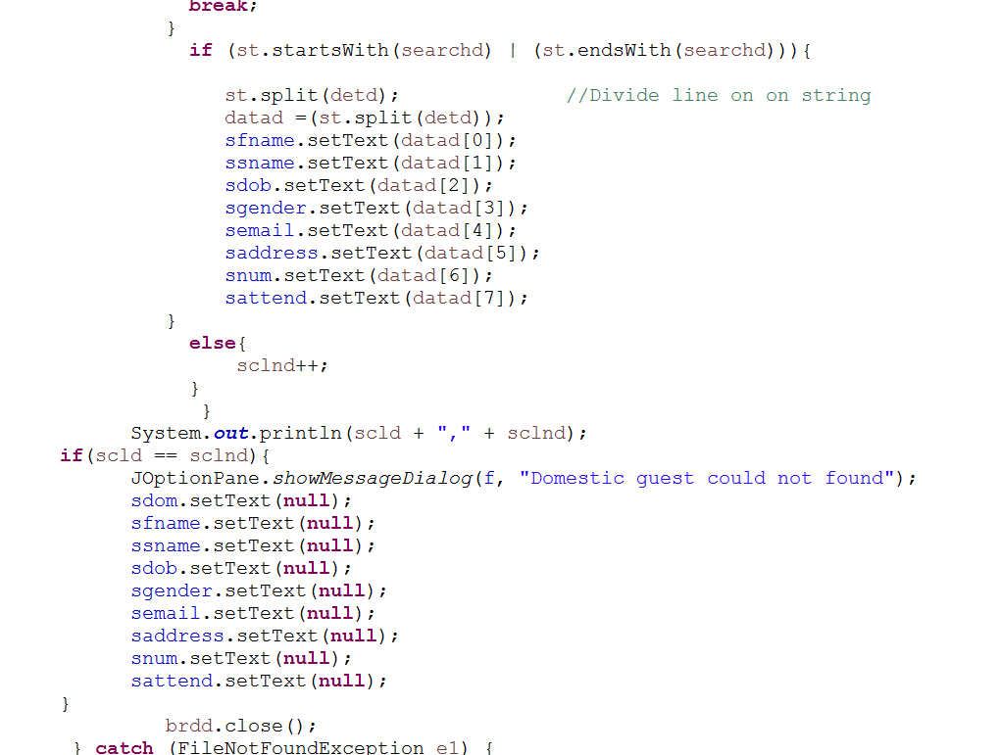 break;
}
if (st.startsWith(searchd) | (st.endsWith(searchd))){
st.split(detd); //Divide line on on string
datad =(st.split(detd));
sfname.setText(datad[0]);
ssname.setText(datad[1]);
sdob.setText(datad[2]);
sgender.setText(datad[3]);
semail.setText(datad[4]);
saddress.setText(datad[5]);
snum.setText(datad[6]);
sattend.setText(datad[7]);
}
else{
sclnd++;
}
}
System.out.println(scld + "," + sclnd);
if(scld == sclnd){
JOptionPane.showMessageDialog(f, "Domestic guest could not found");
sdom.setText(null);
sfname.setText(null);
ssname.setText(null);
sdob.setText(null);
sgender.setText(null);
semail.setText(null);
saddress.setText(null);
snum.setText(null);
sattend.setText(null);
}
brdd.close();
} catch (FileNotFoundException e1) {